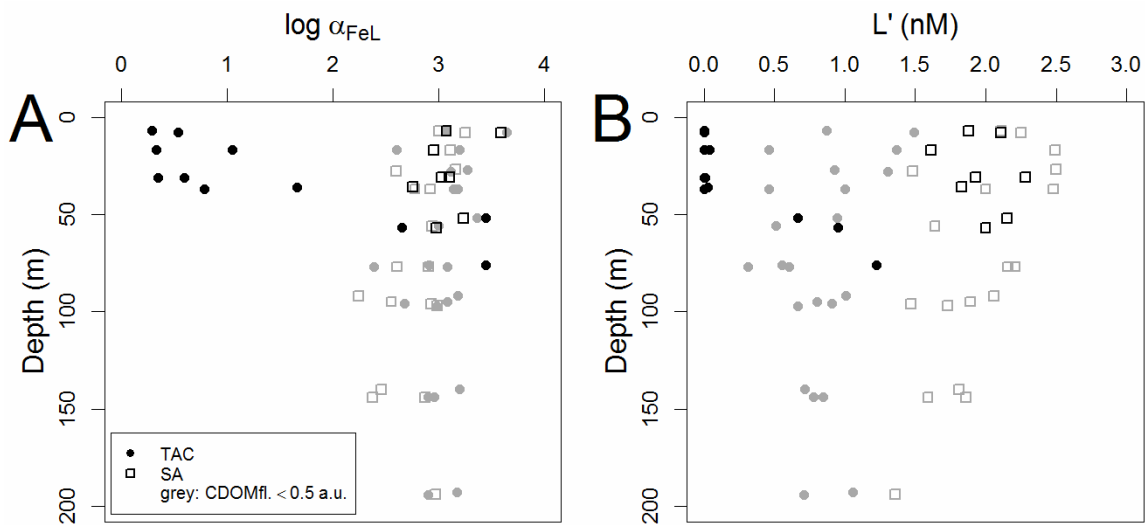 log αFeL
0 1 2 3 4
A
0
50
100
150
200
Depth (m)
TAC
SA
grey: CDOMfl. < 0.5 a.u.
L' (nM)
0.0 0.5 1.0 1.5 2.0 2.5 3.0
B
0
50
100
150
200
Depth (m)